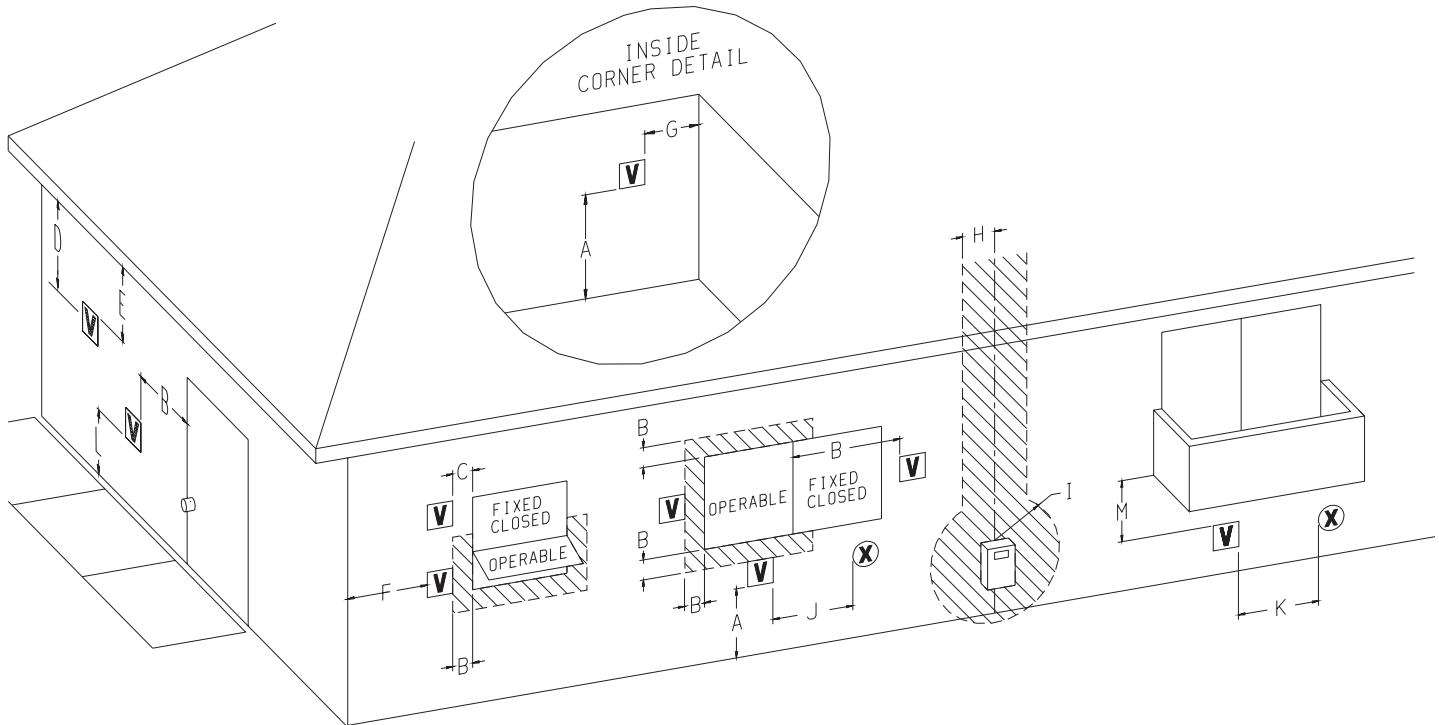 INSIDE
CORNER DETAIL
G
V
A
H
D
E
V
B
V
L
C
V
FIXED
CLOSED
OPERABLE
V
F
B
B
B
V
OPERABLE
FIXED
CLOSED
V
B
B
V
X
J
A
I
M
V
X
K